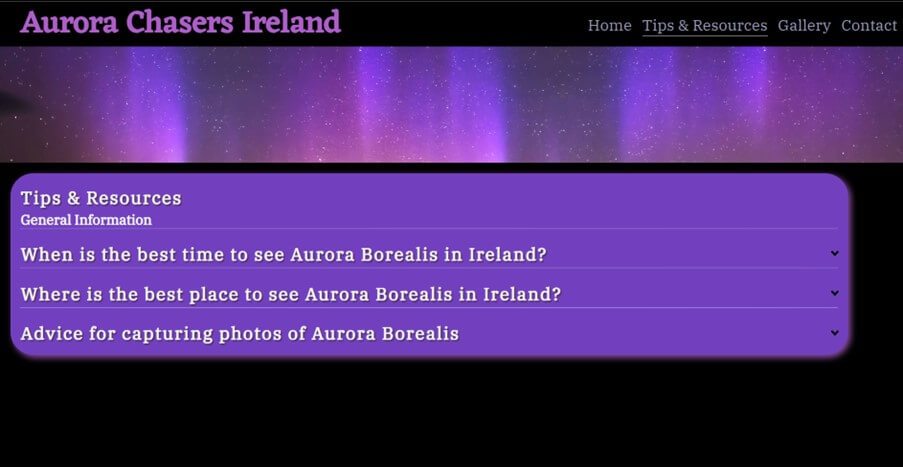 Aurora Chasers Ireland
Home Tips & Resources Gallery Contact
Tips & Resources
General Information
When is the best time to see Aurora Borealis in Ireland?
Where is the best place to see Aurora Borealis in Ireland?
Advice for capturing photos of Aurora Borealis